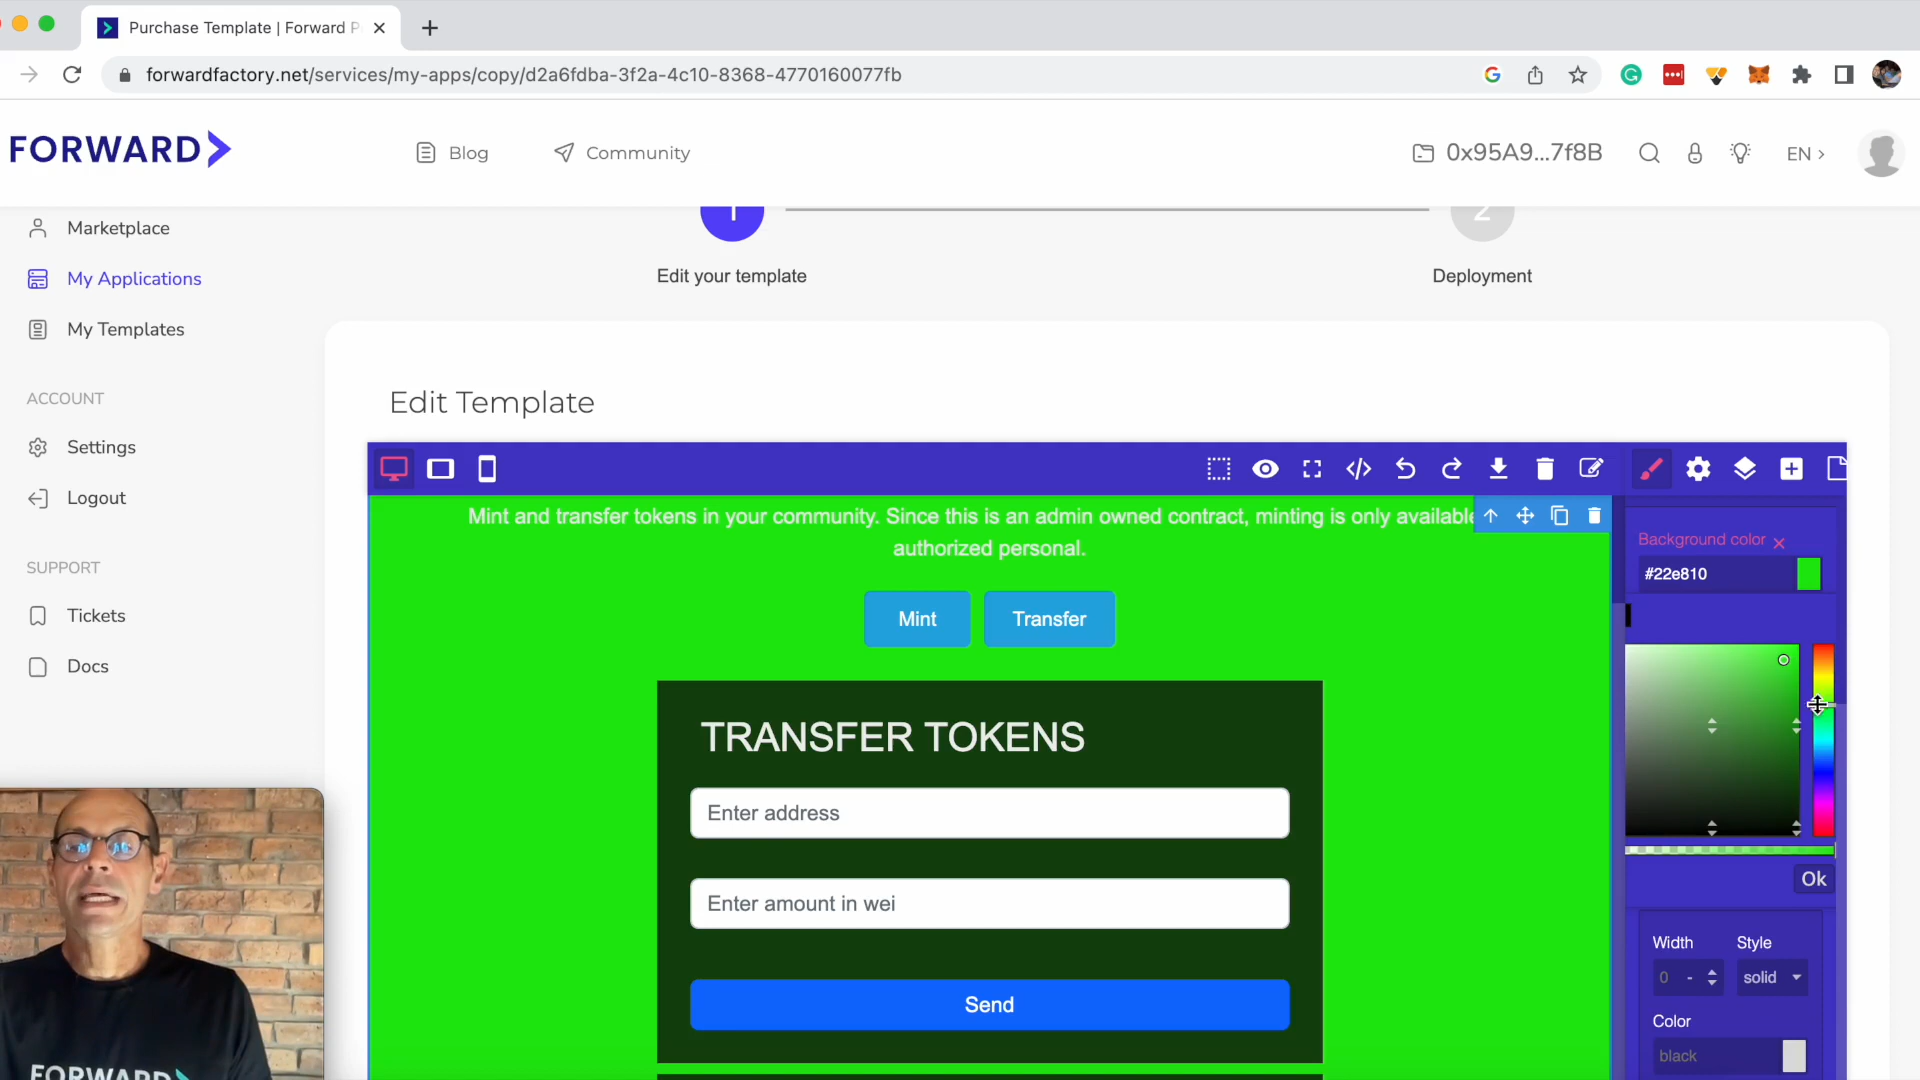 Purchase Template | Forward P
forwardfactory.net/services/my-apps/copy/d2a6fdba-3f2a-4c10-8368-4770160077fb
FORWARD
Blog
Community
0x95A9...7f8B
EN
Marketplace
My Applications
My Templates
ACCOUNT
Settings
Logout
SUPPORT
Tickets
Docs
1
2
Edit your template
Deployment
Edit Template
Mint and transfer tokens in your community. Since this is an admin owned contract, minting is only available
authorized personal.
Mint
Transfer
TRANSFER TOKENS
Enter address
Enter amount in wei
Send
Background color
#22e810
Ok
Width
Style
0
-
solid
Color
black
FORWARD